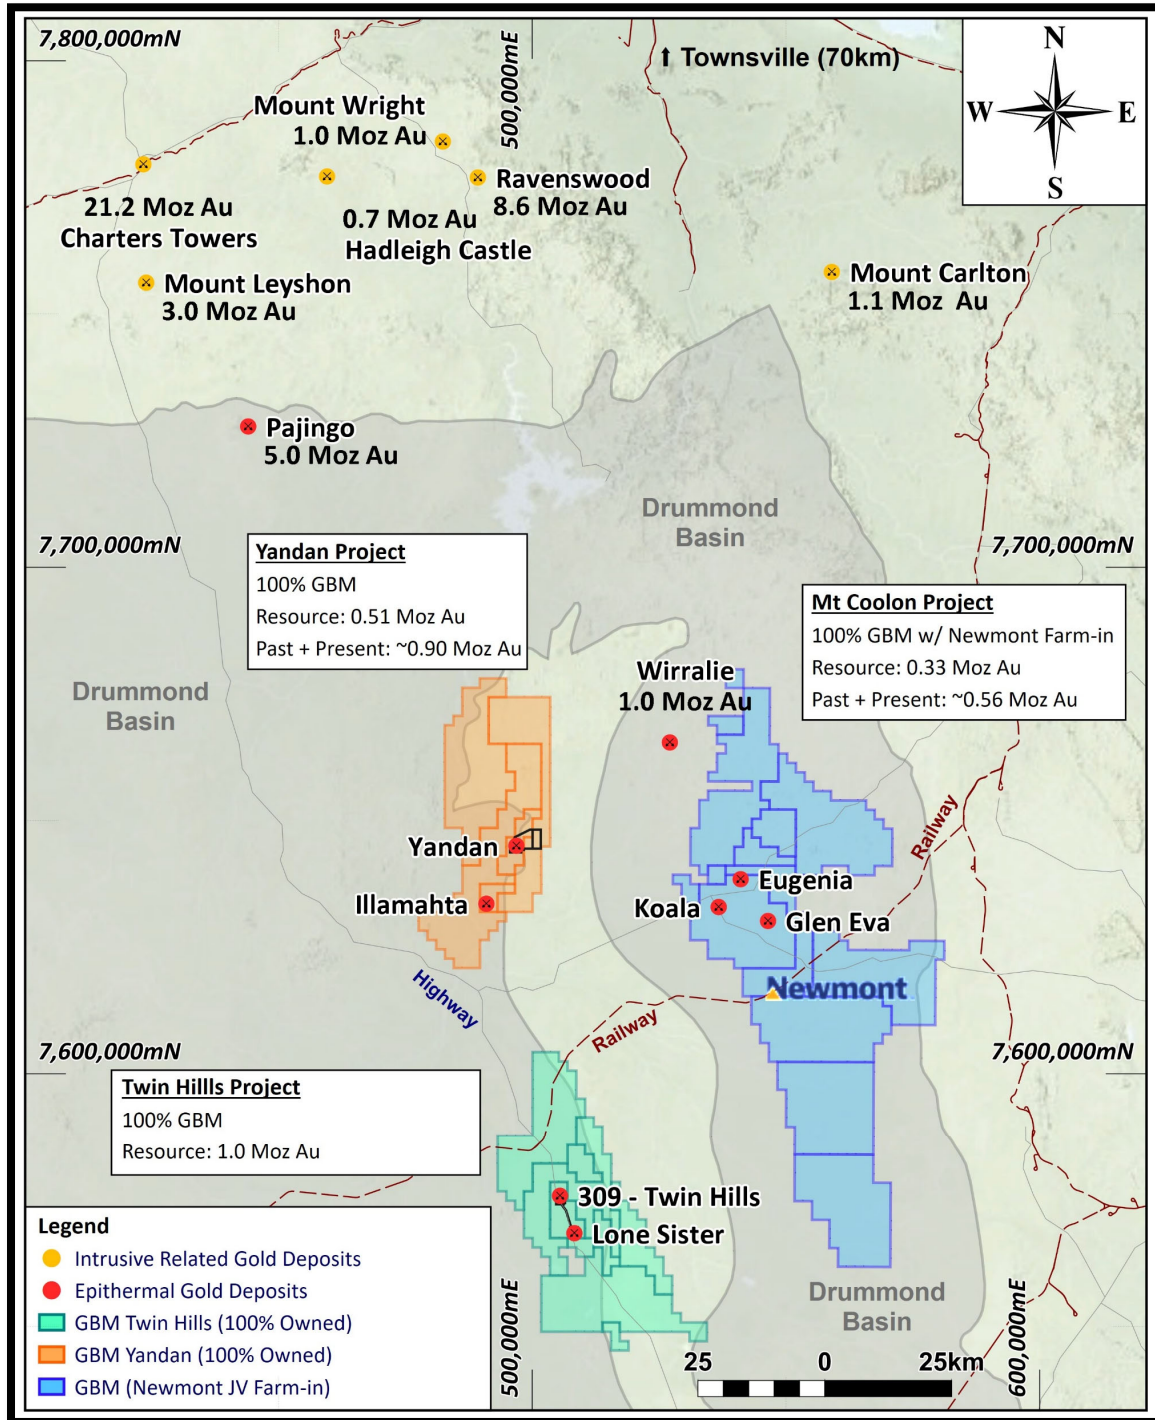 7,800,000mN
500,000mE
Townsville (70km)
N
W
E
S
Mount Wright
1.0 Moz Au
Ravenswood
8.6 Moz Au
21.2 Moz Au
Charters Towers
0.7 Moz Au
Hadleigh Castle
Mount Leyshon
3.0 Moz Au
Mount Carlton
1.1 Moz Au
Pajingo
5.0 Moz Au
Drummond
Basin
7,700,000mN
7,700,000mN
Yandan Project
100% GBM
Resource: 0.51 Moz Au
Past + Present: ~0.90 Moz Au
Mt Coolon Project
100% GBM w/ Newmont Farm-in
Resource: 0.33 Moz Au
Past + Present: ~0.56 Moz Au
Drummond
Basin
Wirralie
1.0 Moz Au
Railway
Yandan
Illamahta
Eugenia
Koala
Glen Eva
Highway
Newmont
Railway
7,600,000mN
7,600,000mN
Twin Hillls Project
100% GBM
Resource: 1.0 Moz Au
309 - Twin Hills
Lone Sister
Legend
Intrusive Related Gold Deposits
Epithermal Gold Deposits
GBM Twin Hills (100% Owned)
GBM Yandan (100% Owned)
GBM (Newmont JV Farm-in)
500,000mE
Drummond
Basin
600,000mE
25 0 25km